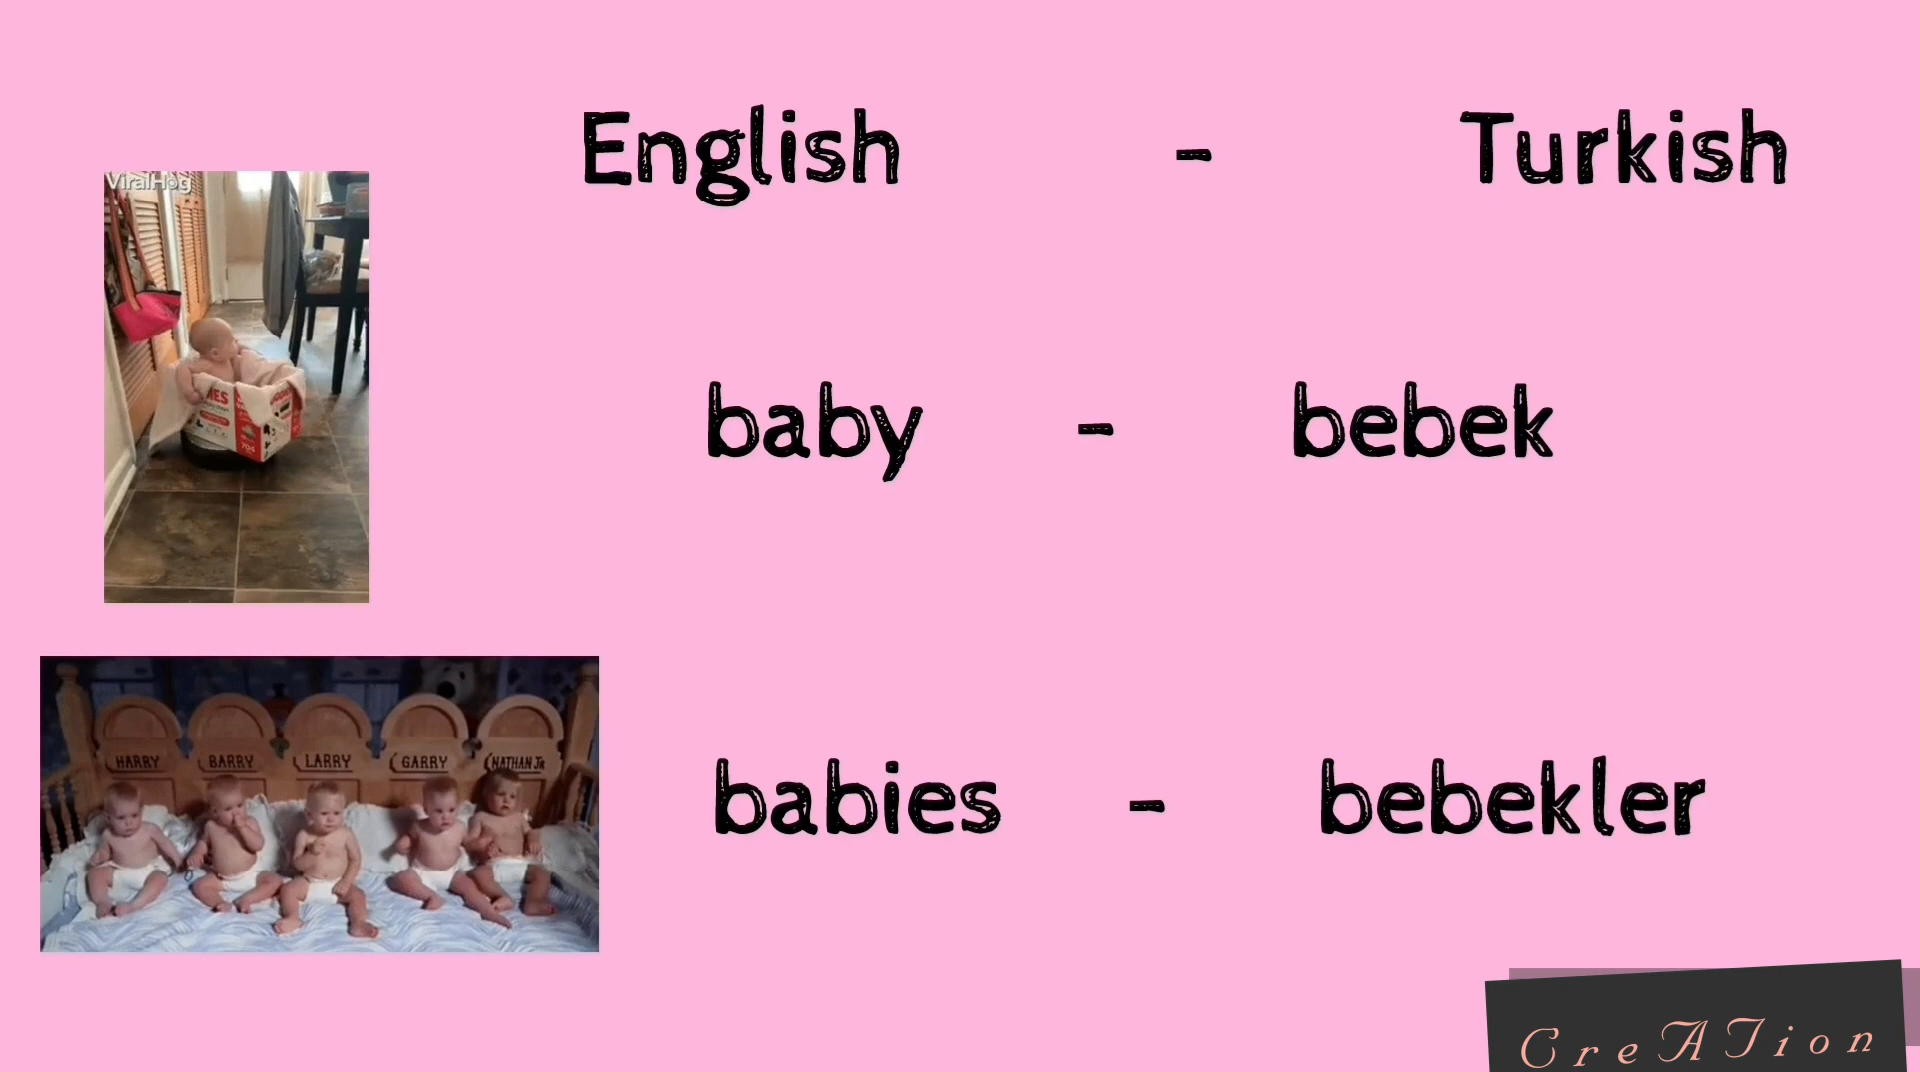 English - Turkish
ViralHog
baby - bebek
HARRY BARRY LARRY GARRY NATHAN Jr
babies - bebekler
CreATion